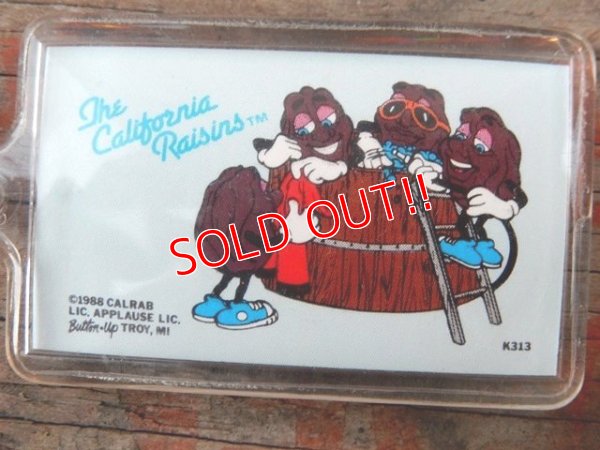 The
California
Raisins™
SOLD OUT!!
©1988 CALRAB
LIC. APPLAUSE LIC.
Button-Up TROY, MI
K313